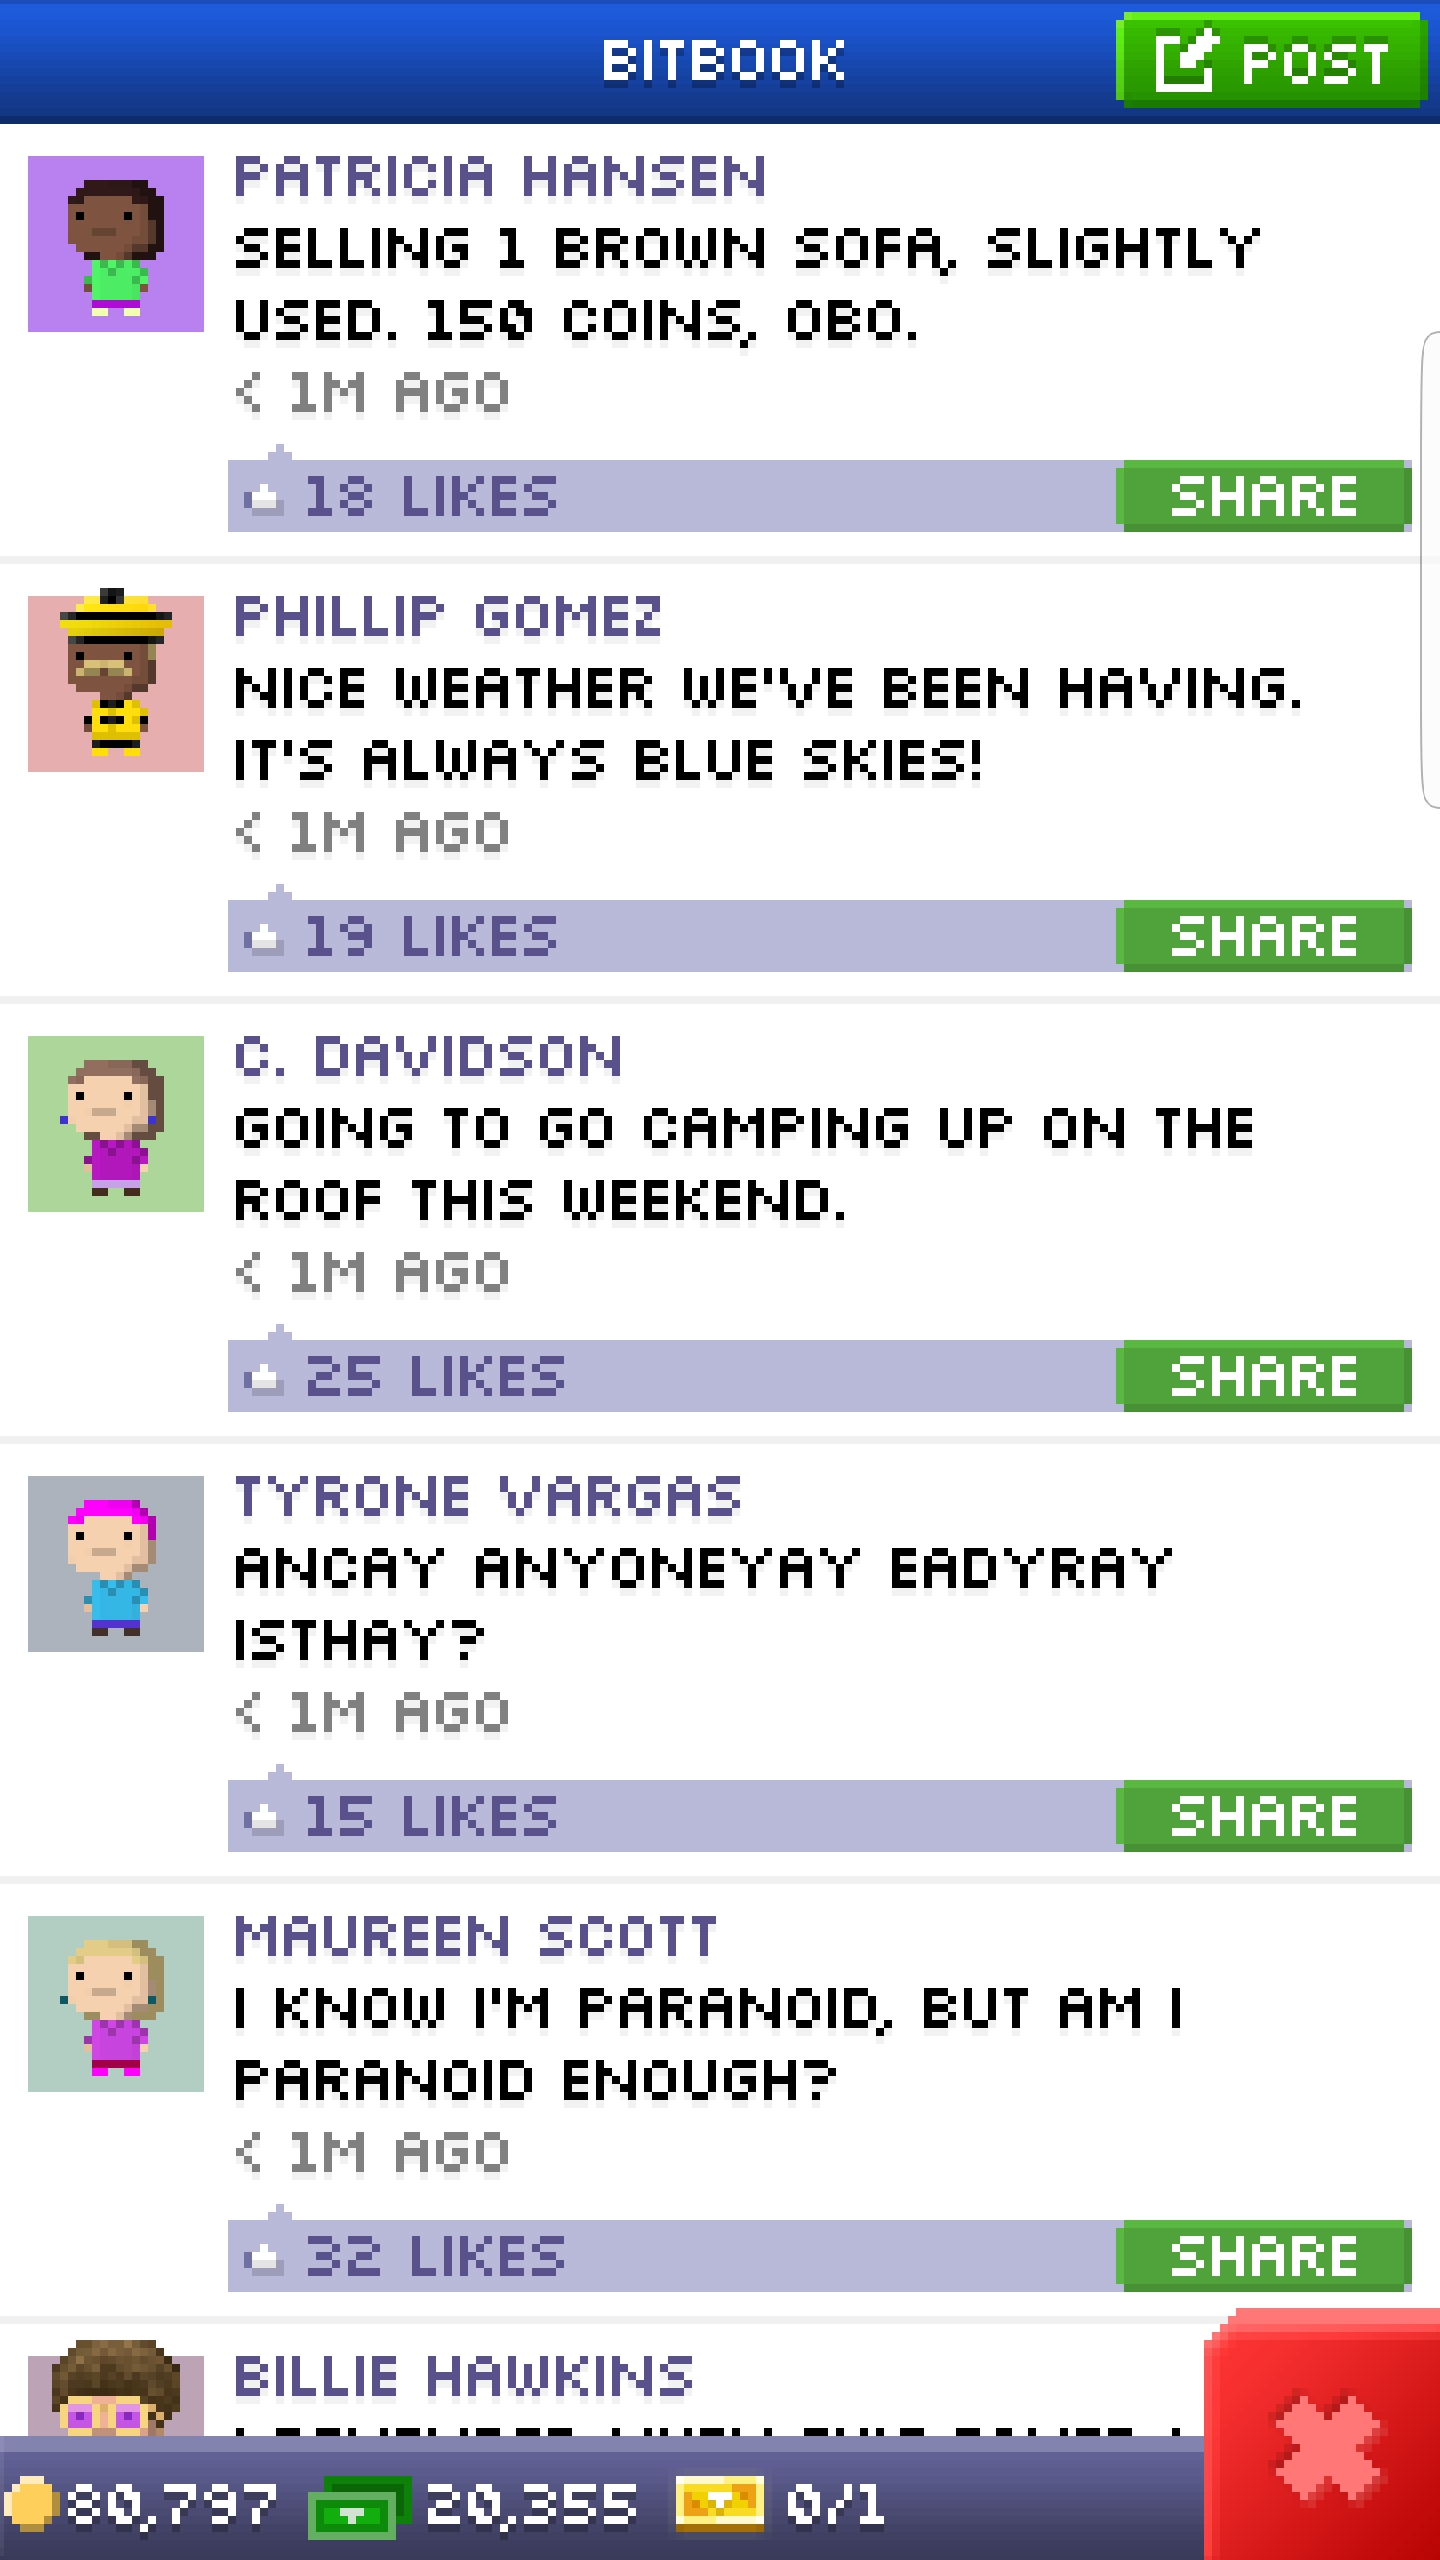 BITBOOK
POST
PATRICIA HANSEN
SELLING 1 BROWN SOFA, SLIGHTLY
USED. 150 COINS, OBO.
< 1M AGO
18 LIKES
SHARE
PHILLIP GOMEZ
NICE WEATHER WE'VE BEEN HAVING.
IT'S ALWAYS BLUE SKIES!
< 1M AGO
19 LIKES
SHARE
C. DAVIDSON
GOING TO GO CAMPING UP ON THE
ROOF THIS WEEKEND.
< 1M AGO
25 LIKES
SHARE
TYRONE VARGAS
ANCAY ANYONEYAY EADYRAY
ISTHAY?
< 1M AGO
15 LIKES
SHARE
MAUREEN SCOTT
I KNOW I'M PARANOID, BUT AM I
PARANOID ENOUGH?
< 1M AGO
32 LIKES
SHARE
BILLIE HAWKINS
80,797 20,355 0/1